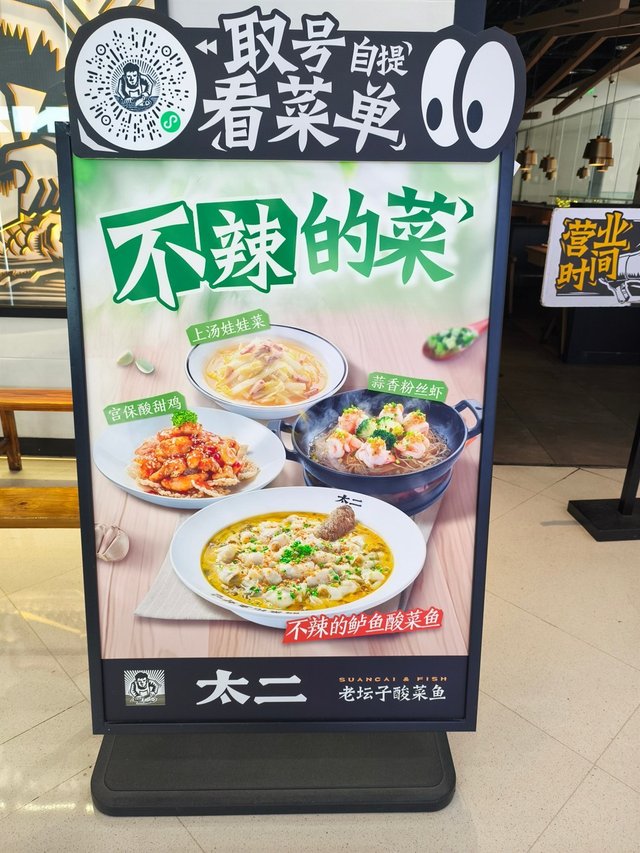 取号 自提
看菜单
营业
时间
不辣的菜
上汤娃娃菜
蒜香粉丝虾
宫保酸甜鸡
太二
不辣的鲈鱼酸菜鱼
太二
SUANCAI & FISH
老坛子酸菜鱼